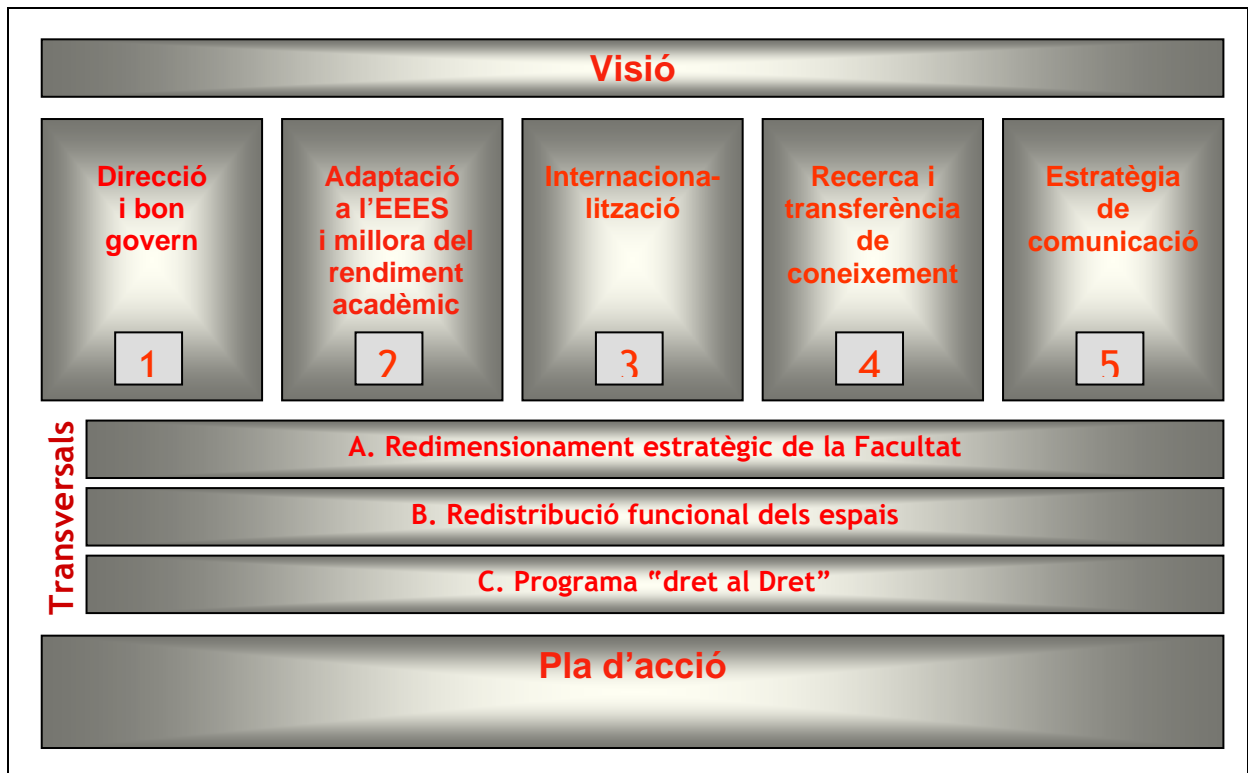 Visió
Direcció
i bon
govern
1
Adaptació
a l’EEES
i millora del
rendiment
acadèmic
2
Internaciona-
lització
3
Recerca i
transferència
de
coneixement
4
Estratègia
de
comunicació
5
Transversals
A. Redimensionament estratègic de la Facultat
B. Redistribució funcional dels espais
C. Programa “dret al Dret”
Pla d’acció